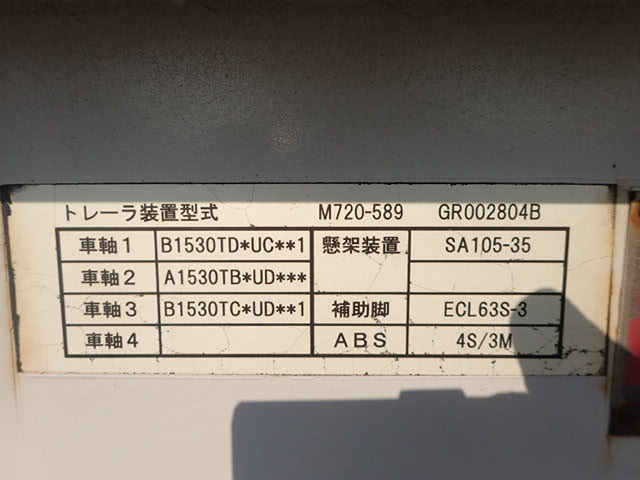 トレーラ装置型式 M720-589 GR002804B
車軸1 B1530TD*UC**1 懸架装置 SA105-35
車軸2 A1530TB*UD***
車軸3 B1530TC*UD**1 補助脚 ECL63S-3
車軸4 ABS 4S/3M